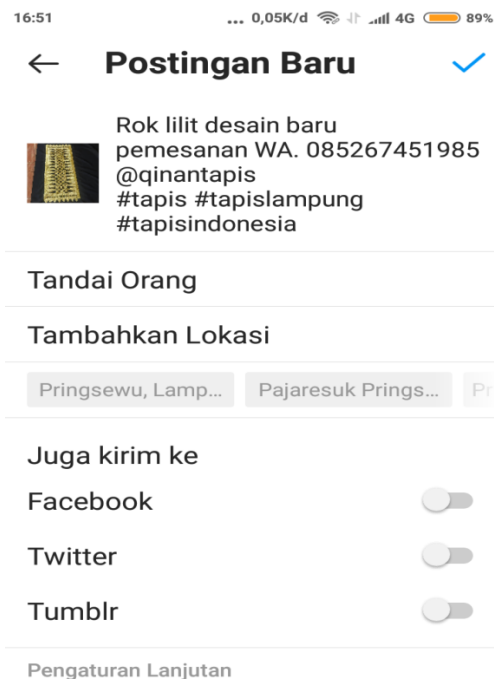 16:51 ... 0,05K/d 4G 89%
Postingan Baru
Rok lilit desain baru
pemesanan WA. 085267451985
@qinantapis
#tapis #tapislampung
#tapisindonesia
Tandai Orang
Tambahkan Lokasi
Pringsewu, Lamp... Pajaresuk Prings... Pr
Juga kirim ke
Facebook
Twitter
Tumblr
Pengaturan Lanjutan